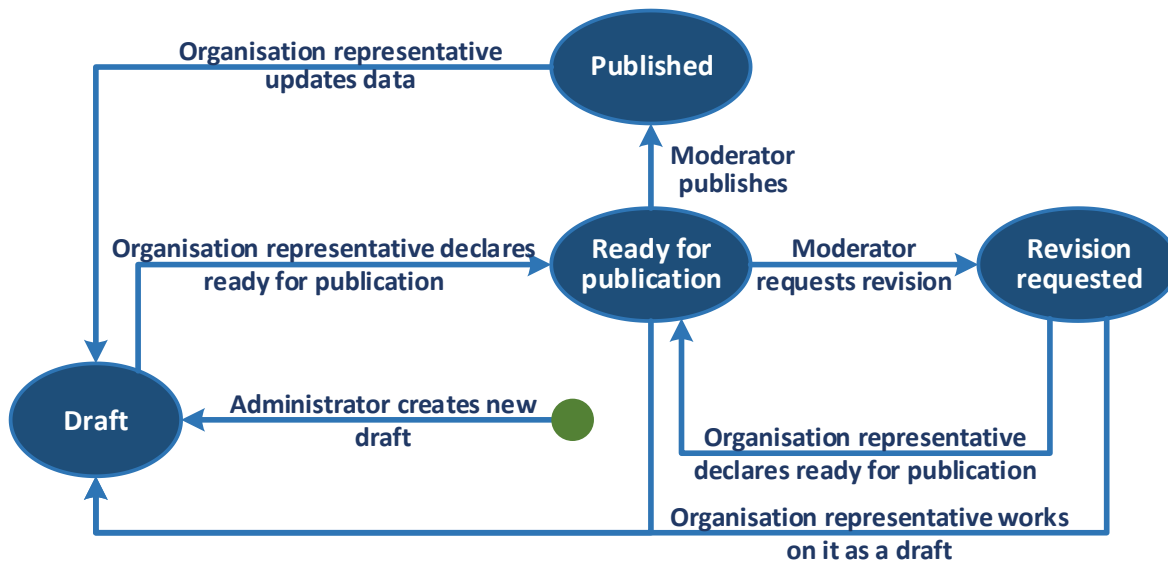 Organisation representative
updates data
Published
Moderator
publishes
Organisation representative declares
ready for publication
Ready for
publication
Moderator
requests revision
Revision
requested
Draft
Administrator creates new
draft
Organisation representative
declares ready for publication
Organisation representative works
on it as a draft